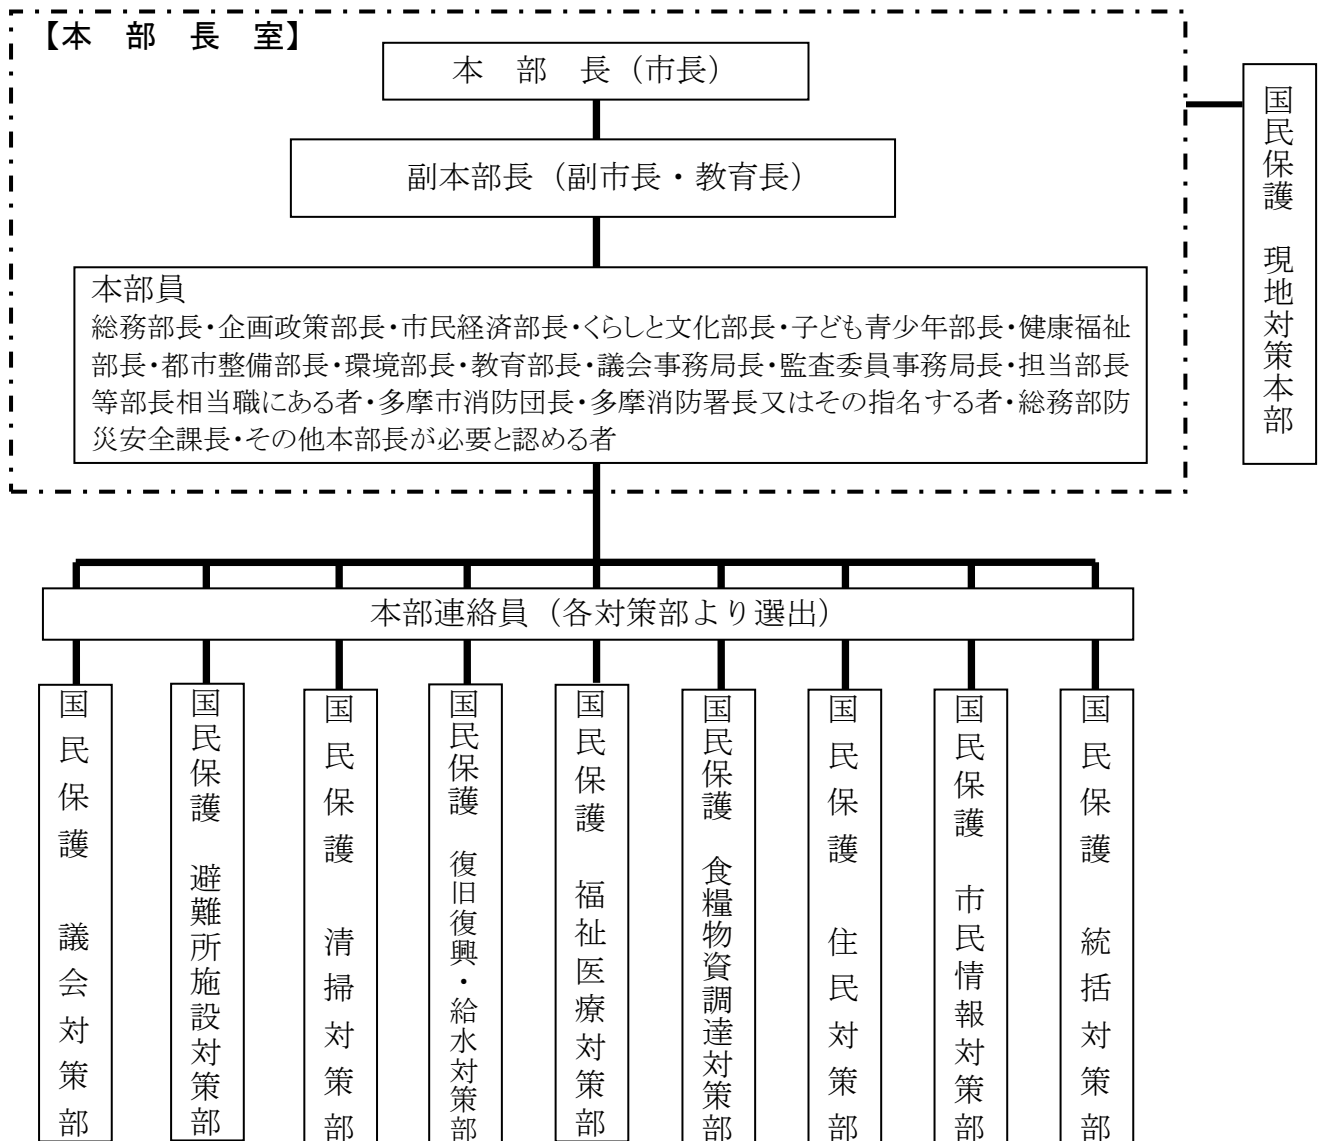 【本　部　長　室】
本　部　長（市長）
副本部長（副市長・教育長）
本部員
総務部長・企画政策部長・市民経済部長・くらしと文化部長・子ども青少年部長・健康福祉
部長・都市整備部長・環境部長・教育部長・議会事務局長・監査委員事務局長・担当部長
等部長相当職にある者・多摩市消防団長・多摩消防署長又はその指名する者・総務部防
災安全課長・その他本部長が必要と認める者
国民保護　現地対策本部
本部連絡員（各対策部より選出）
国民保護　統括対策部
国民保護　市民情報対策部
国民保護　住民対策部
国民保護　食糧物資調達対策部
国民保護　福祉医療対策部
国民保護　復旧復興・給水対策部
国民保護　清掃対策部
国民保護　避難所施設対策部
国民保護　議会対策部